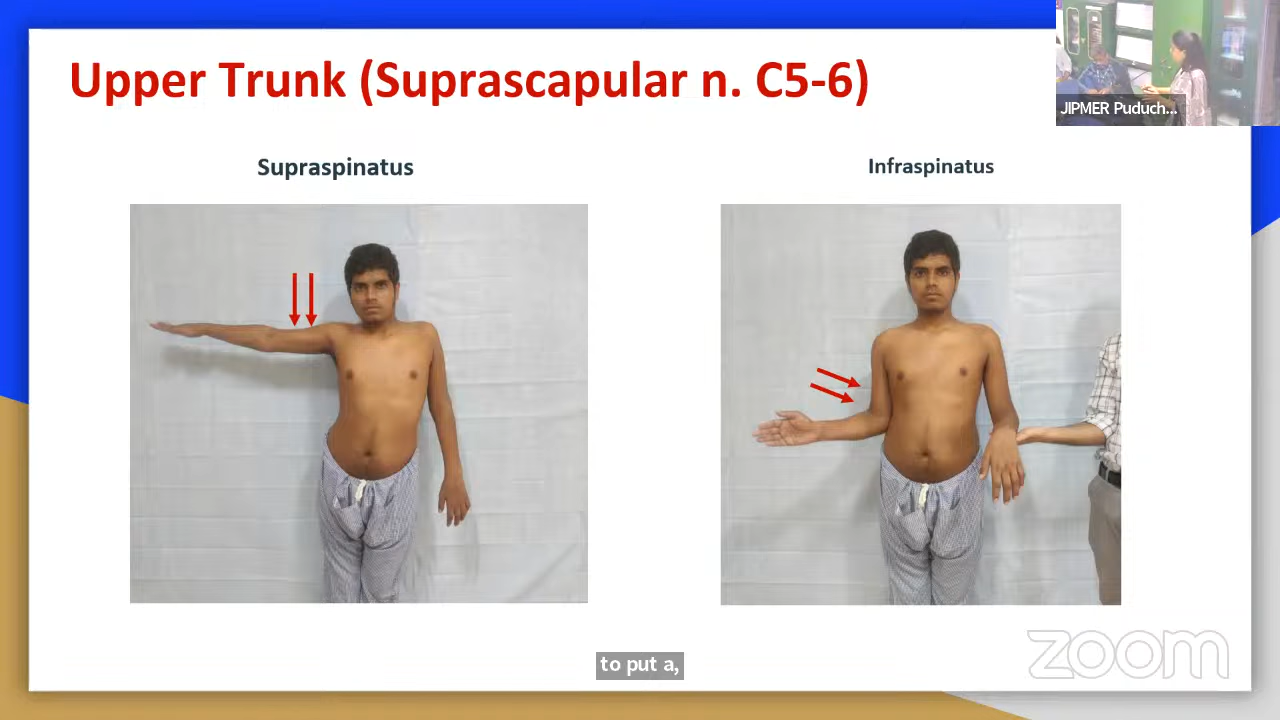 Upper Trunk (Suprascapular n. C5-6)
JIPMER Puduch...
Supraspinatus
Infraspinatus
zoom
to put a,